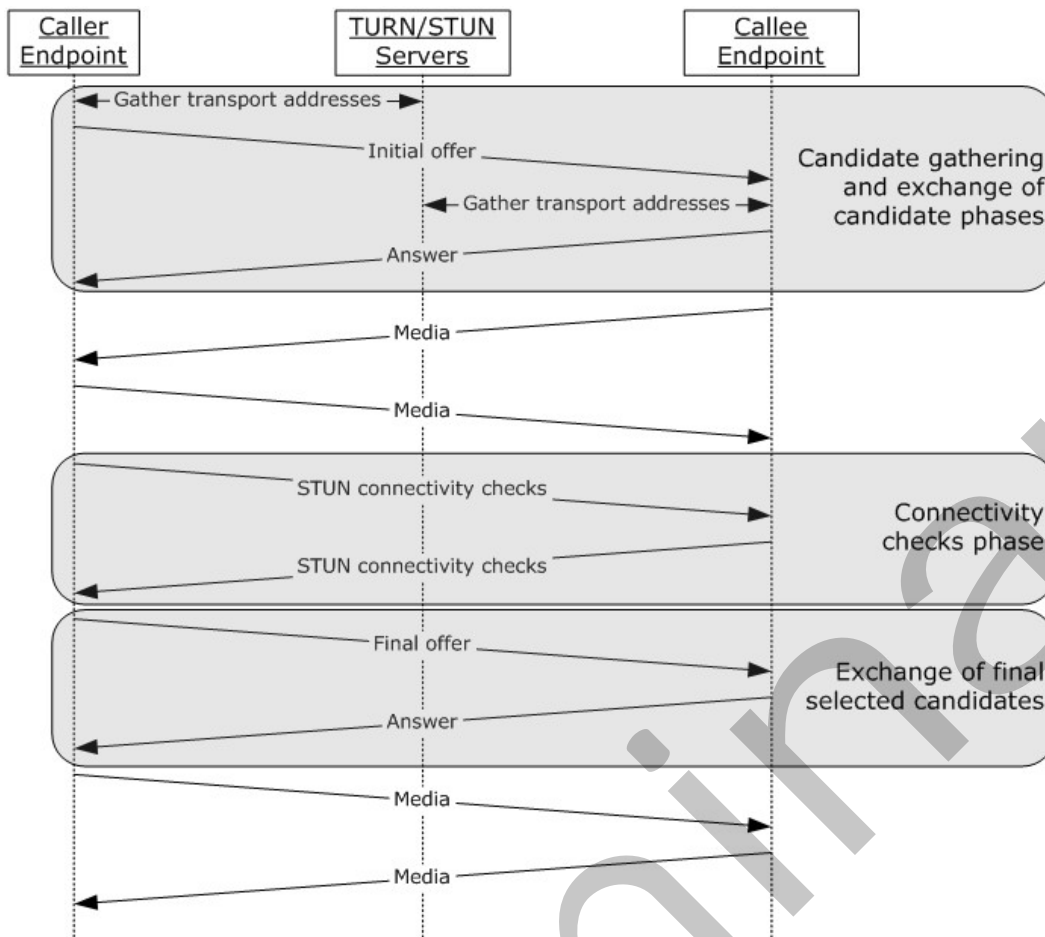 Caller
Endpoint
TURN/STUN
Servers
Callee
Endpoint
Gather transport addresses
Initial offer
Candidate gathering
and exchange of
candidate phases
Gather transport addresses
Answer
Media
Media
STUN connectivity checks
Connectivity
checks phase
STUN connectivity checks
Final offer
Exchange of final
selected candidates
Answer
Media
Media